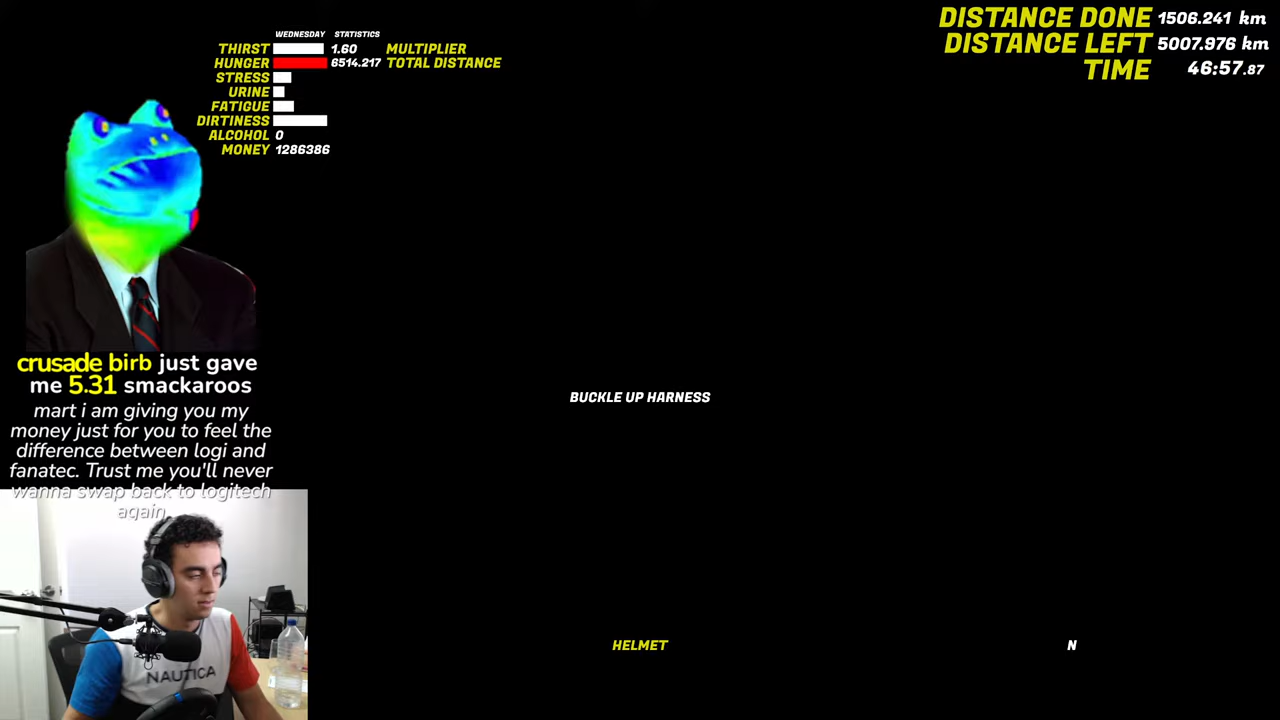 DISTANCE DONE 1506.241 km
DISTANCE LEFT 5007.976 km
TIME 46:57.87
WEDNESDAY STATISTICS
THIRST 1.60 MULTIPLIER
HUNGER 6514.217 TOTAL DISTANCE
STRESS
URINE
FATIGUE
DIRTINESS
ALCOHOL 0
MONEY 1286386
crusade birb just gave
me 5.31 smackaroos
mart i am giving you my
money just for you to feel the
difference between logi and
fanatec. Trust me you'll never
wanna swap back to logitech
again
BUCKLE UP HARNESS
HELMET
N
NAUTICA